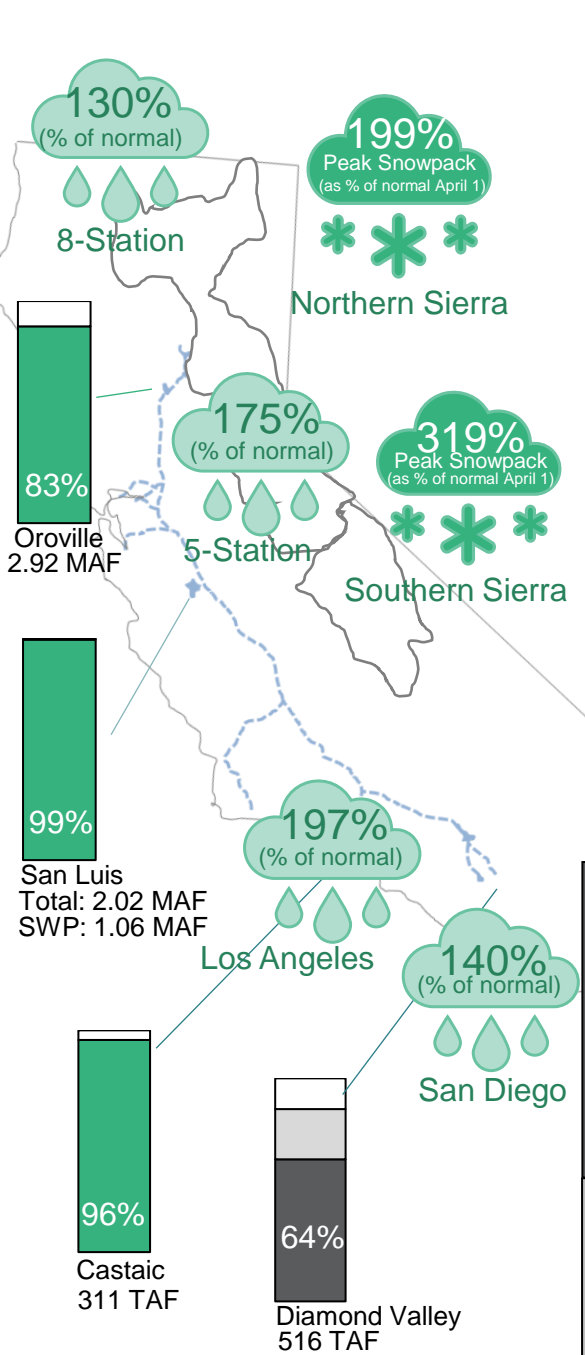 130%
(% of normal)
8-Station
199%
Peak Snowpack
(as % of normal April 1)
Northern Sierra
83%
Oroville
2.92 MAF
175%
(% of normal)
5-Station
319%
Peak Snowpack
(as % of normal April 1)
Southern Sierra
99%
San Luis
Total: 2.02 MAF
SWP: 1.06 MAF
197%
(% of normal)
Los Angeles
140%
(% of normal)
San Diego
96%
Castaic
311 TAF
64%
Diamond Valley
516 TAF